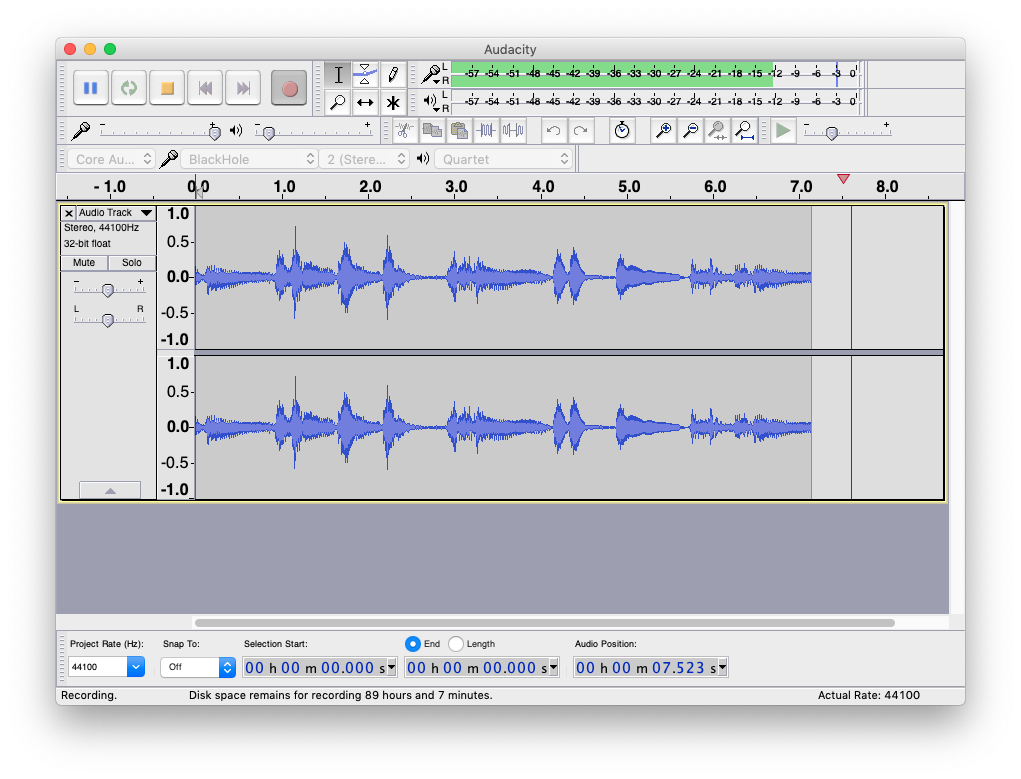 Audacity
L
R
-57 -54 -51 -48 -45 -42 -39 -36 -33 -30 -27 -24 -21 -18 -15 -12 -9 -6 -3 0
L
R
-57 -54 -51 -48 -45 -42 -39 -36 -33 -30 -27 -24 -21 -18 -15 -12 -9 -6 -3 0
- + - + - +
Core Au... BlackHole 2 (Stere... Quartet
- 1.0 0.0 1.0 2.0 3.0 4.0 5.0 6.0 7.0 8.0
Audio Track
Stereo, 44100Hz
32-bit float
Mute Solo
- +
L R
1.0
0.5
0.0
-0.5
-1.0
1.0
0.5
0.0
-0.5
-1.0
Project Rate (Hz): Snap To: Selection Start: End Length Audio Position:
44100 Off 00 h 00 m 00.000 s 00 h 00 m 00.000 s 00 h 00 m 07.523 s
Recording. Disk space remains for recording 89 hours and 7 minutes. Actual Rate: 44100